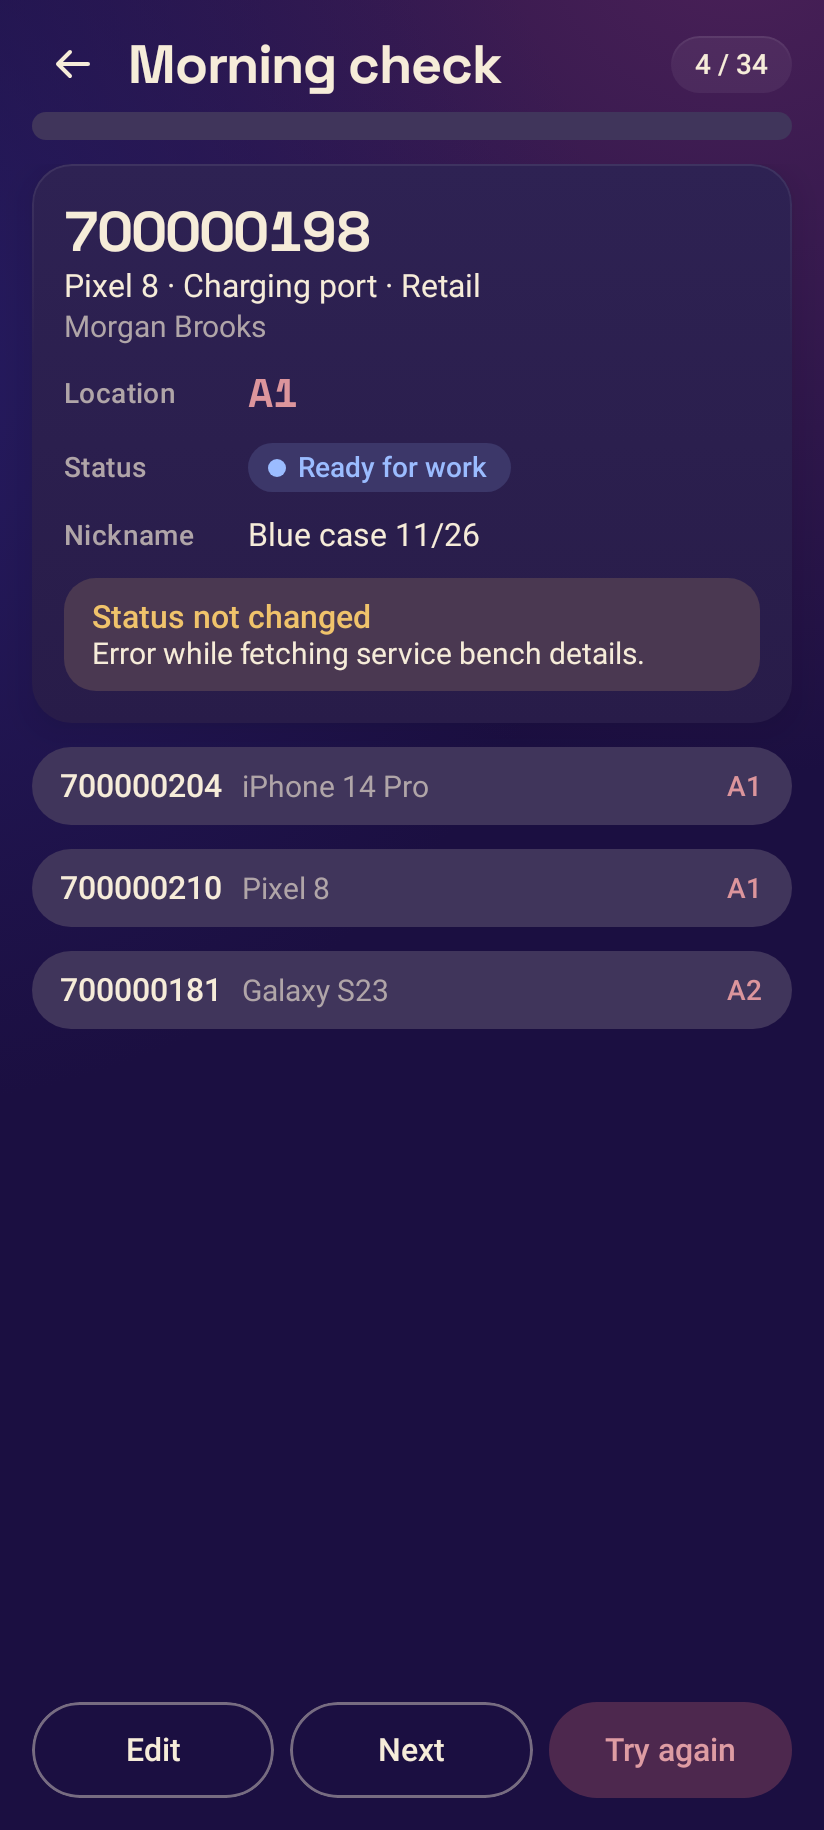 Morning check
4 / 34
700000198
Pixel 8 · Charging port · Retail
Morgan Brooks
Location A1
Status Ready for work
Nickname Blue case 11/26
Status not changed
Error while fetching service bench details.
700000204 iPhone 14 Pro A1
700000210 Pixel 8 A1
700000181 Galaxy S23 A2
Edit Next Try again